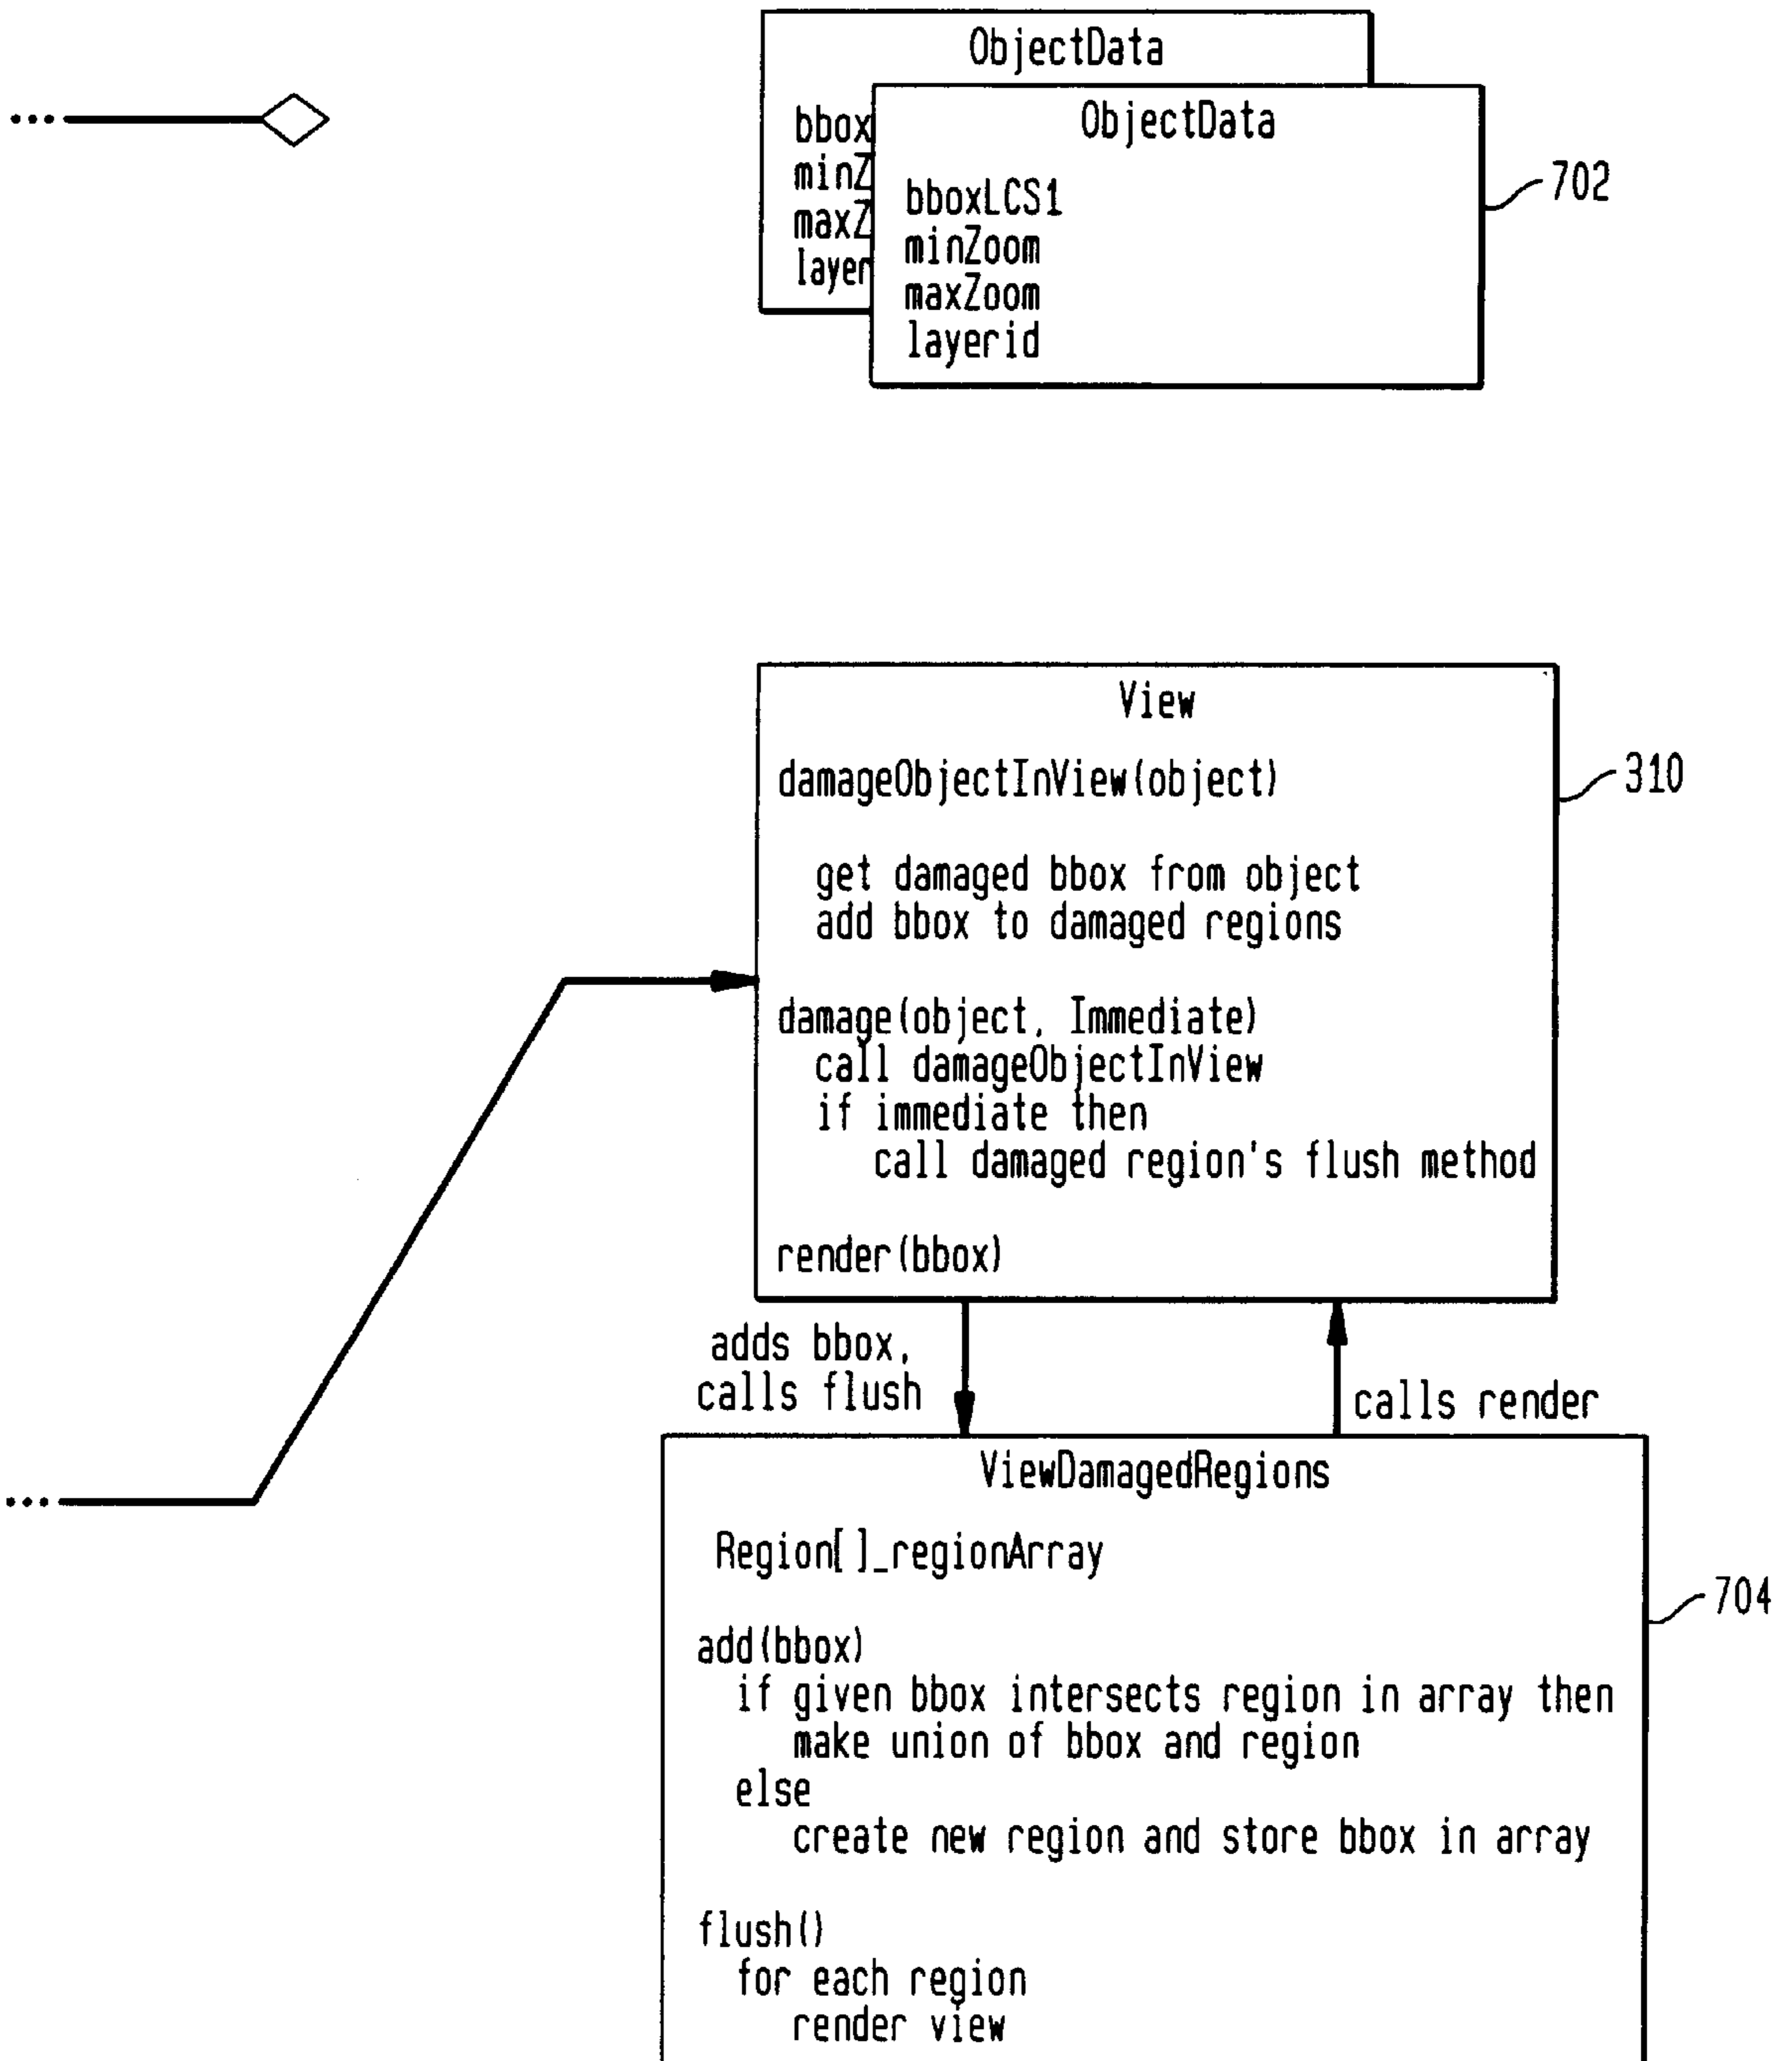 ObjectData
bbox
minZ
maxZ
layer
ObjectData
bboxLCS1
minZoom
maxZoom
layerid
702
View
damageObjectInView(object)
get damaged bbox from object
add bbox to damaged regions
damage(object, Immediate)
call damageObjectInView
if immediate then
call damaged region's flush method
render(bbox)
310
adds bbox,
calls flush
calls render
ViewDamagedRegions
Region[]_regionArray
add(bbox)
if given bbox intersects region in array then
make union of bbox and region
else
create new region and store bbox in array
flush()
for each region
render view
704